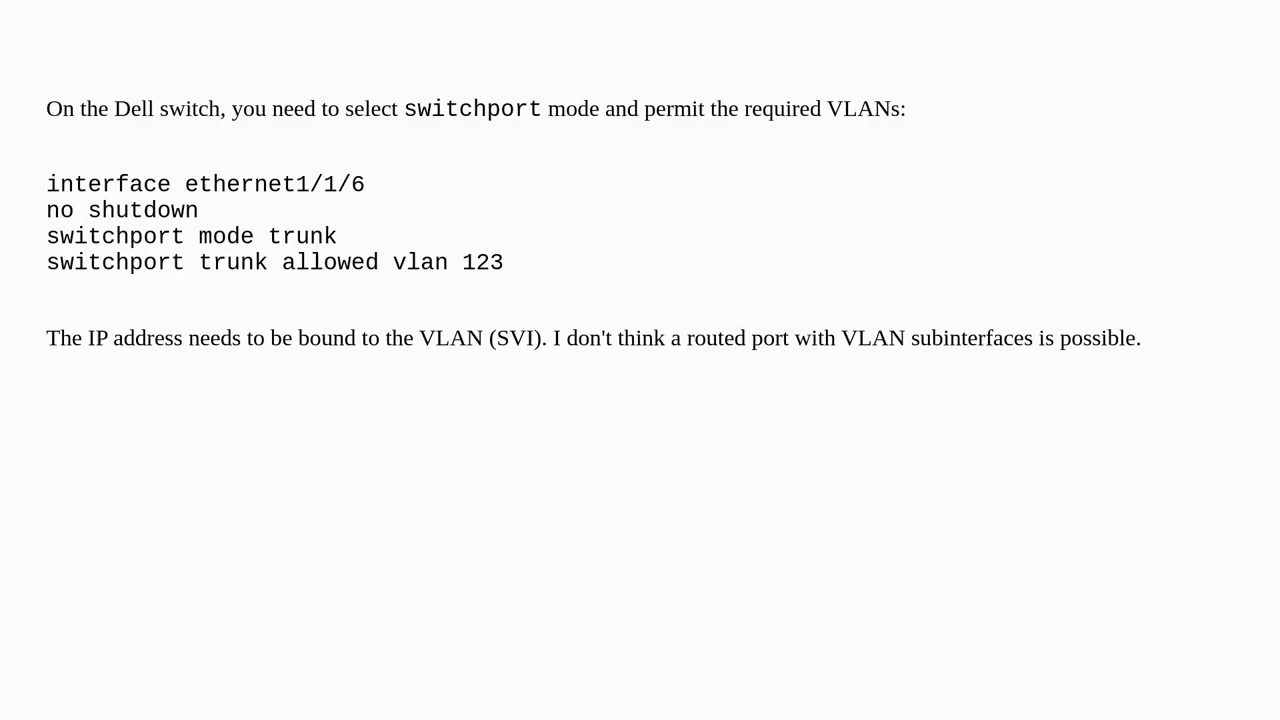 On the Dell switch, you need to select switchport mode and permit the required VLANs:
interface ethernet1/1/6
no shutdown
switchport mode trunk
switchport trunk allowed vlan 123
The IP address needs to be bound to the VLAN (SVI). I don't think a routed port with VLAN subinterfaces is possible.